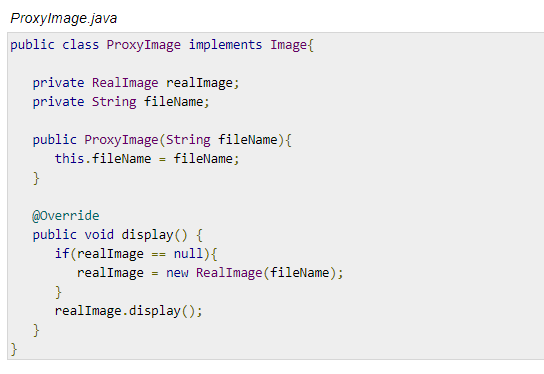 ProxyImage.java
public class ProxyImage implements Image{
private RealImage realImage;
private String fileName;
public ProxyImage(String fileName){
this.fileName = fileName;
}
@Override
public void display() {
if(realImage == null){
realImage = new RealImage(fileName);
}
realImage.display();
}
}